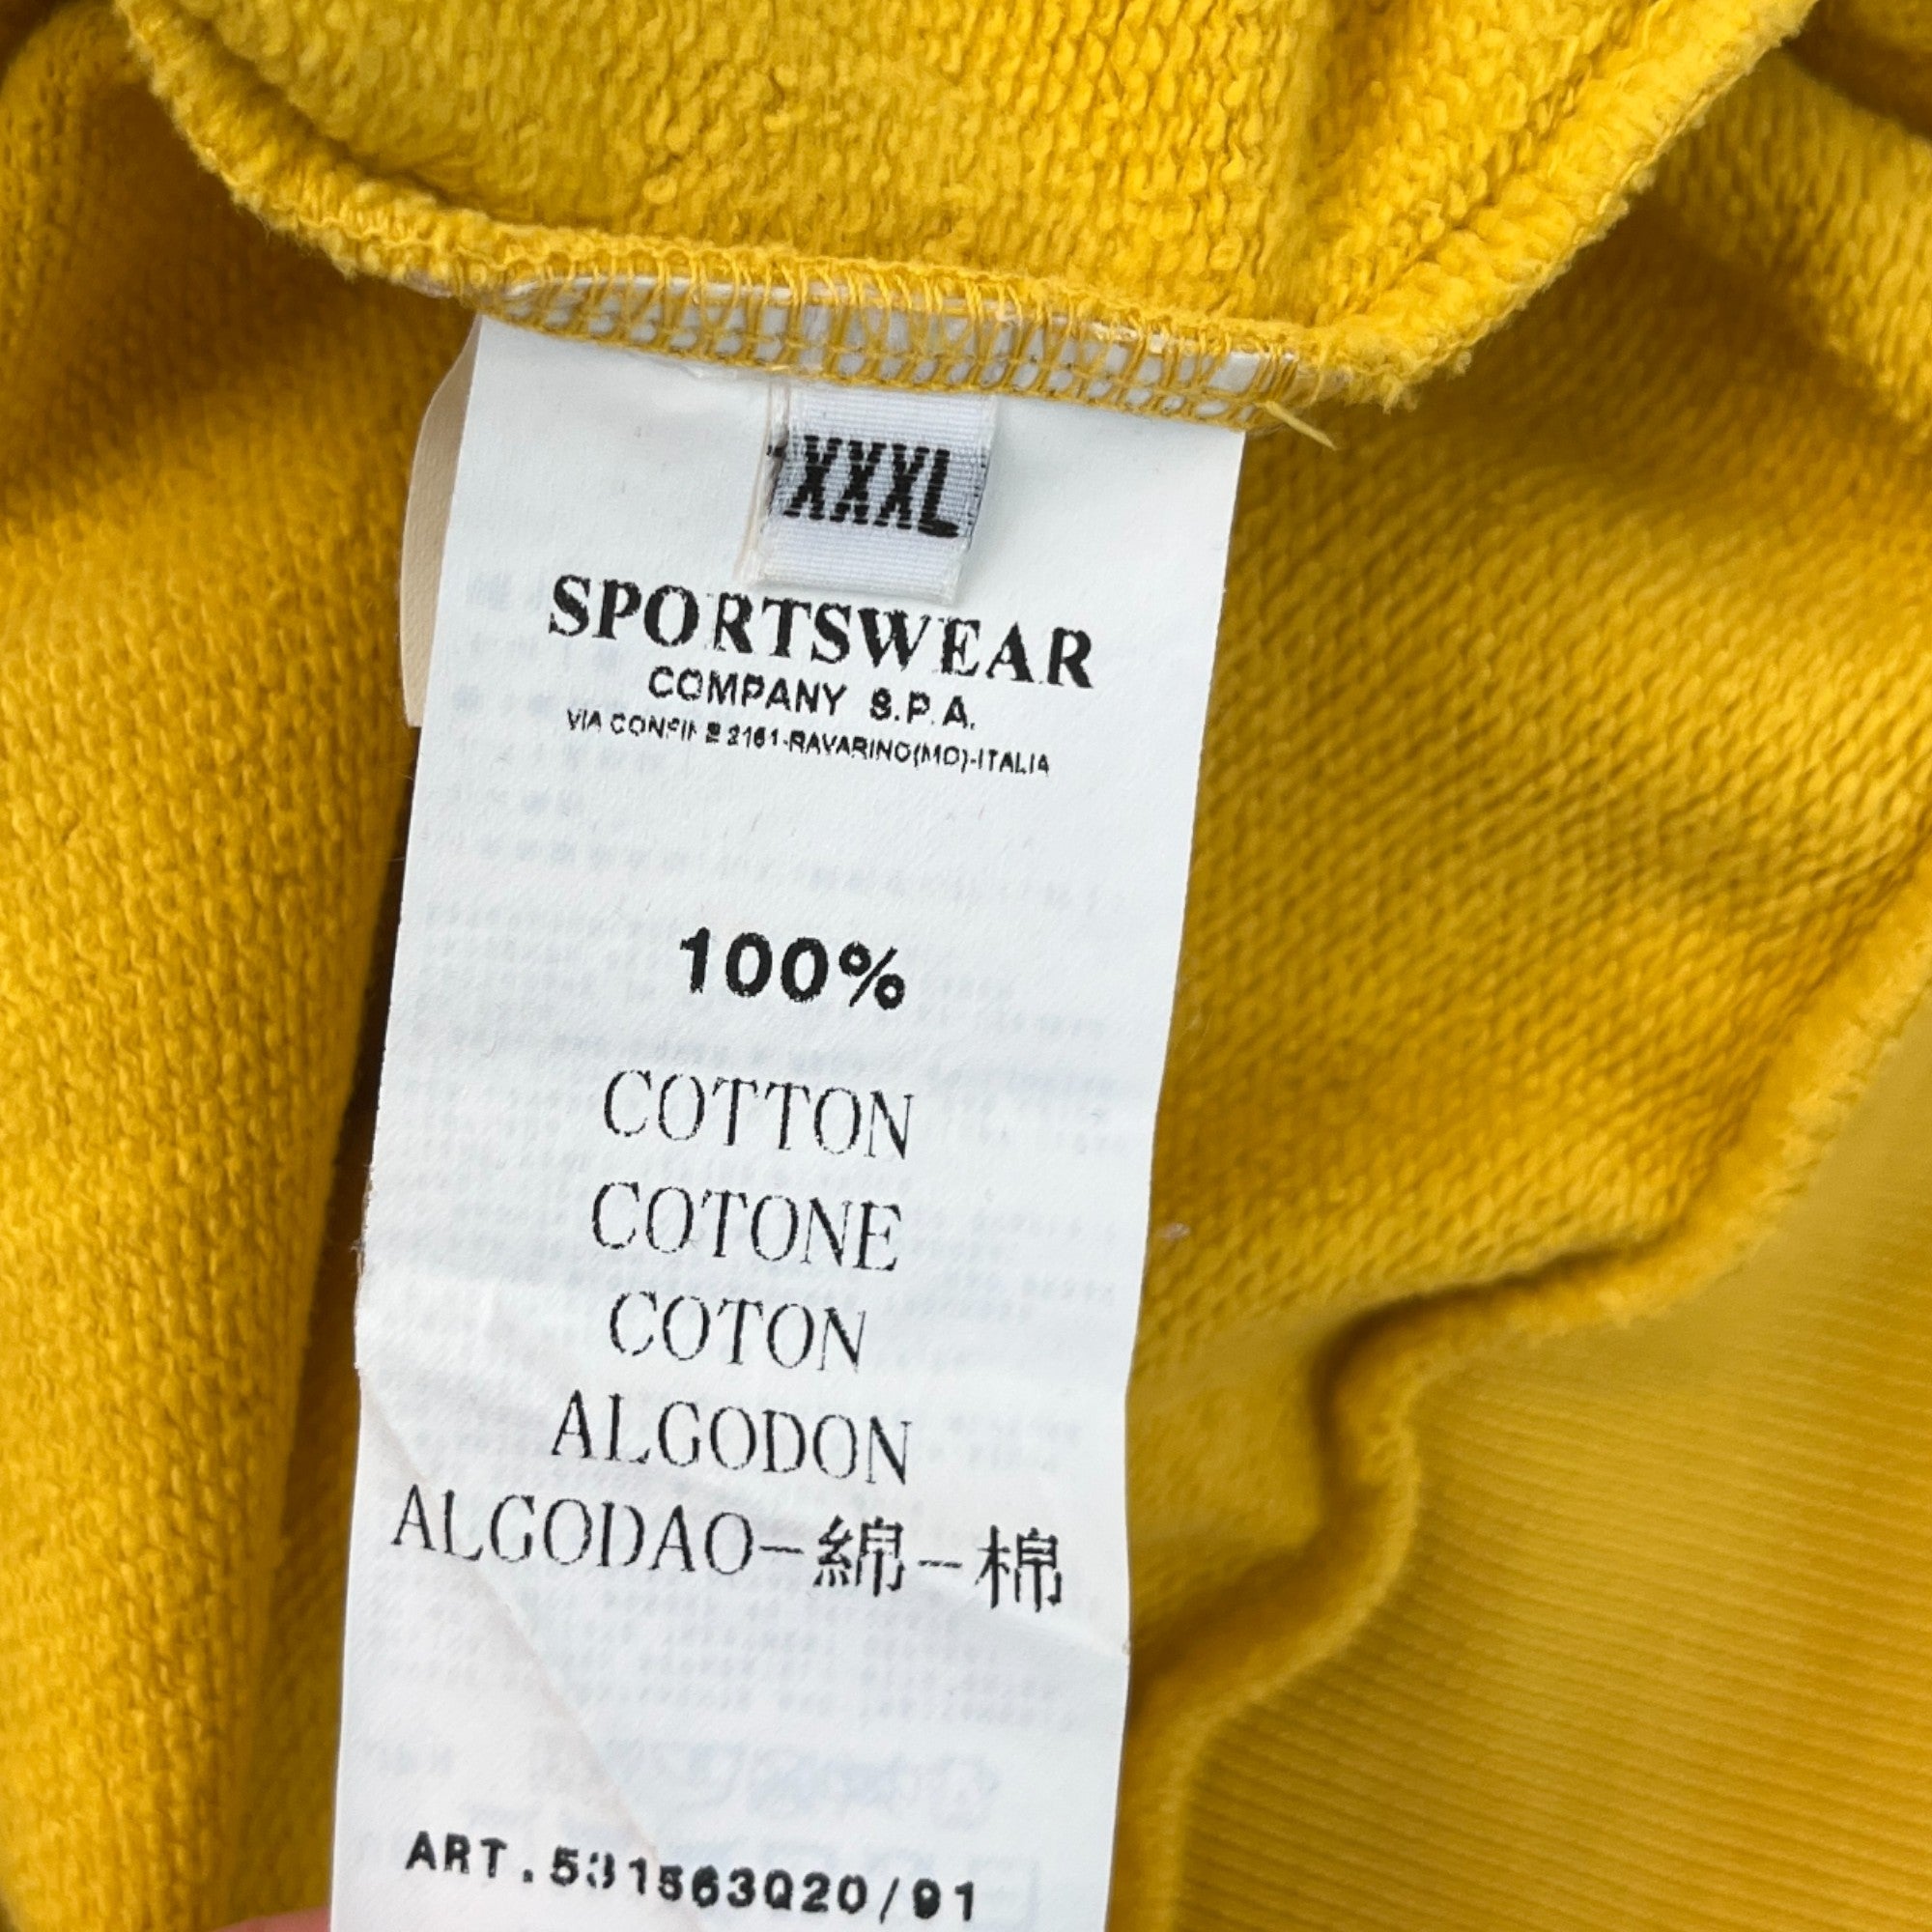 XXXL
SPORTSWEAR
COMPANY S.P.A.
VIA CONFINE 2161-RAVARINO(MO)-ITALIA
100%
COTTON
COTONE
COTON
ALGODON
ALGODAO-綿-棉
ART.531563Q20/91